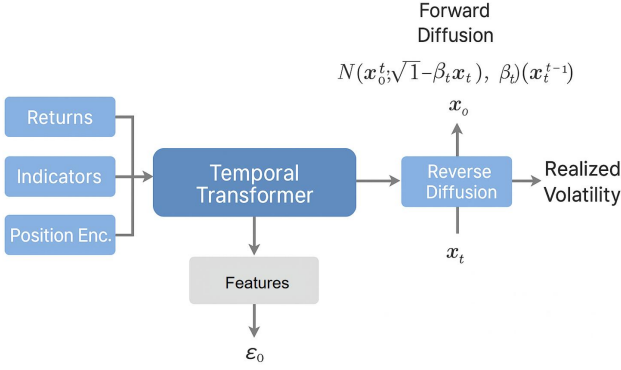 Forward
Diffusion
N(x₀ᵗ;√1−βₜxₜ), βₜ)(xₜᵗ⁻¹)
xₒ
Returns
Indicators
Position Enc.
Temporal
Transformer
Reverse
Diffusion
Realized
Volatility
xₜ
Features
ε₀